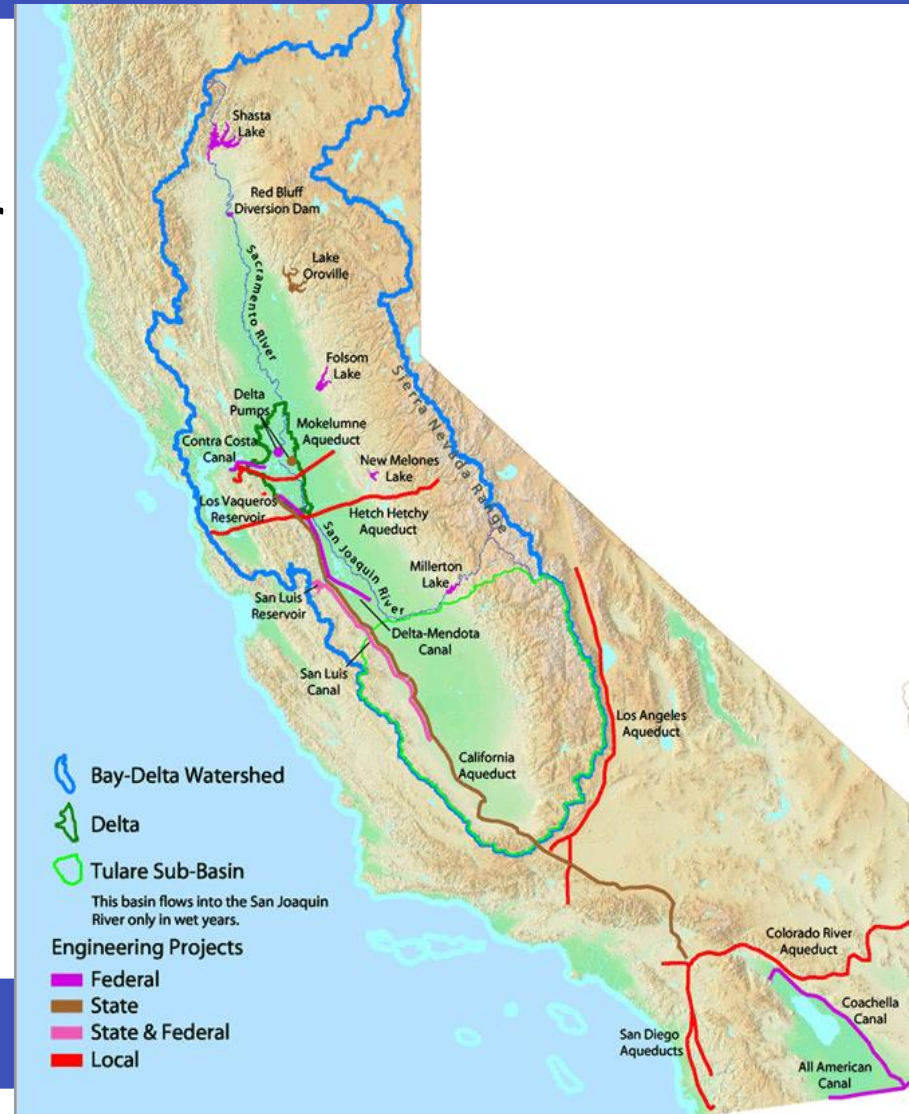 Shasta
Lake
Red Bluff
Diversion Dam
Lake
Oroville
Sacramento River
Folsom
Lake
Sierra Nevada Range
Delta
Pumps
Mokelumne
Aqueduct
Contra Costa
Canal
New Melones
Lake
Los Vaqueros
Reservoir
Hetch Hetchy
Aqueduct
San Joaquin River
Millerton
Lake
San Luis
Reservoir
Delta-Mendota
Canal
San Luis
Canal
Los Angeles
Aqueduct
California
Aqueduct
Bay-Delta Watershed
Delta
Tulare Sub-Basin
This basin flows into the San Joaquin
River only in wet years.
Engineering Projects
Federal
State
State & Federal
Local
Colorado River
Aqueduct
Coachella
Canal
San Diego
Aqueducts
All American
Canal